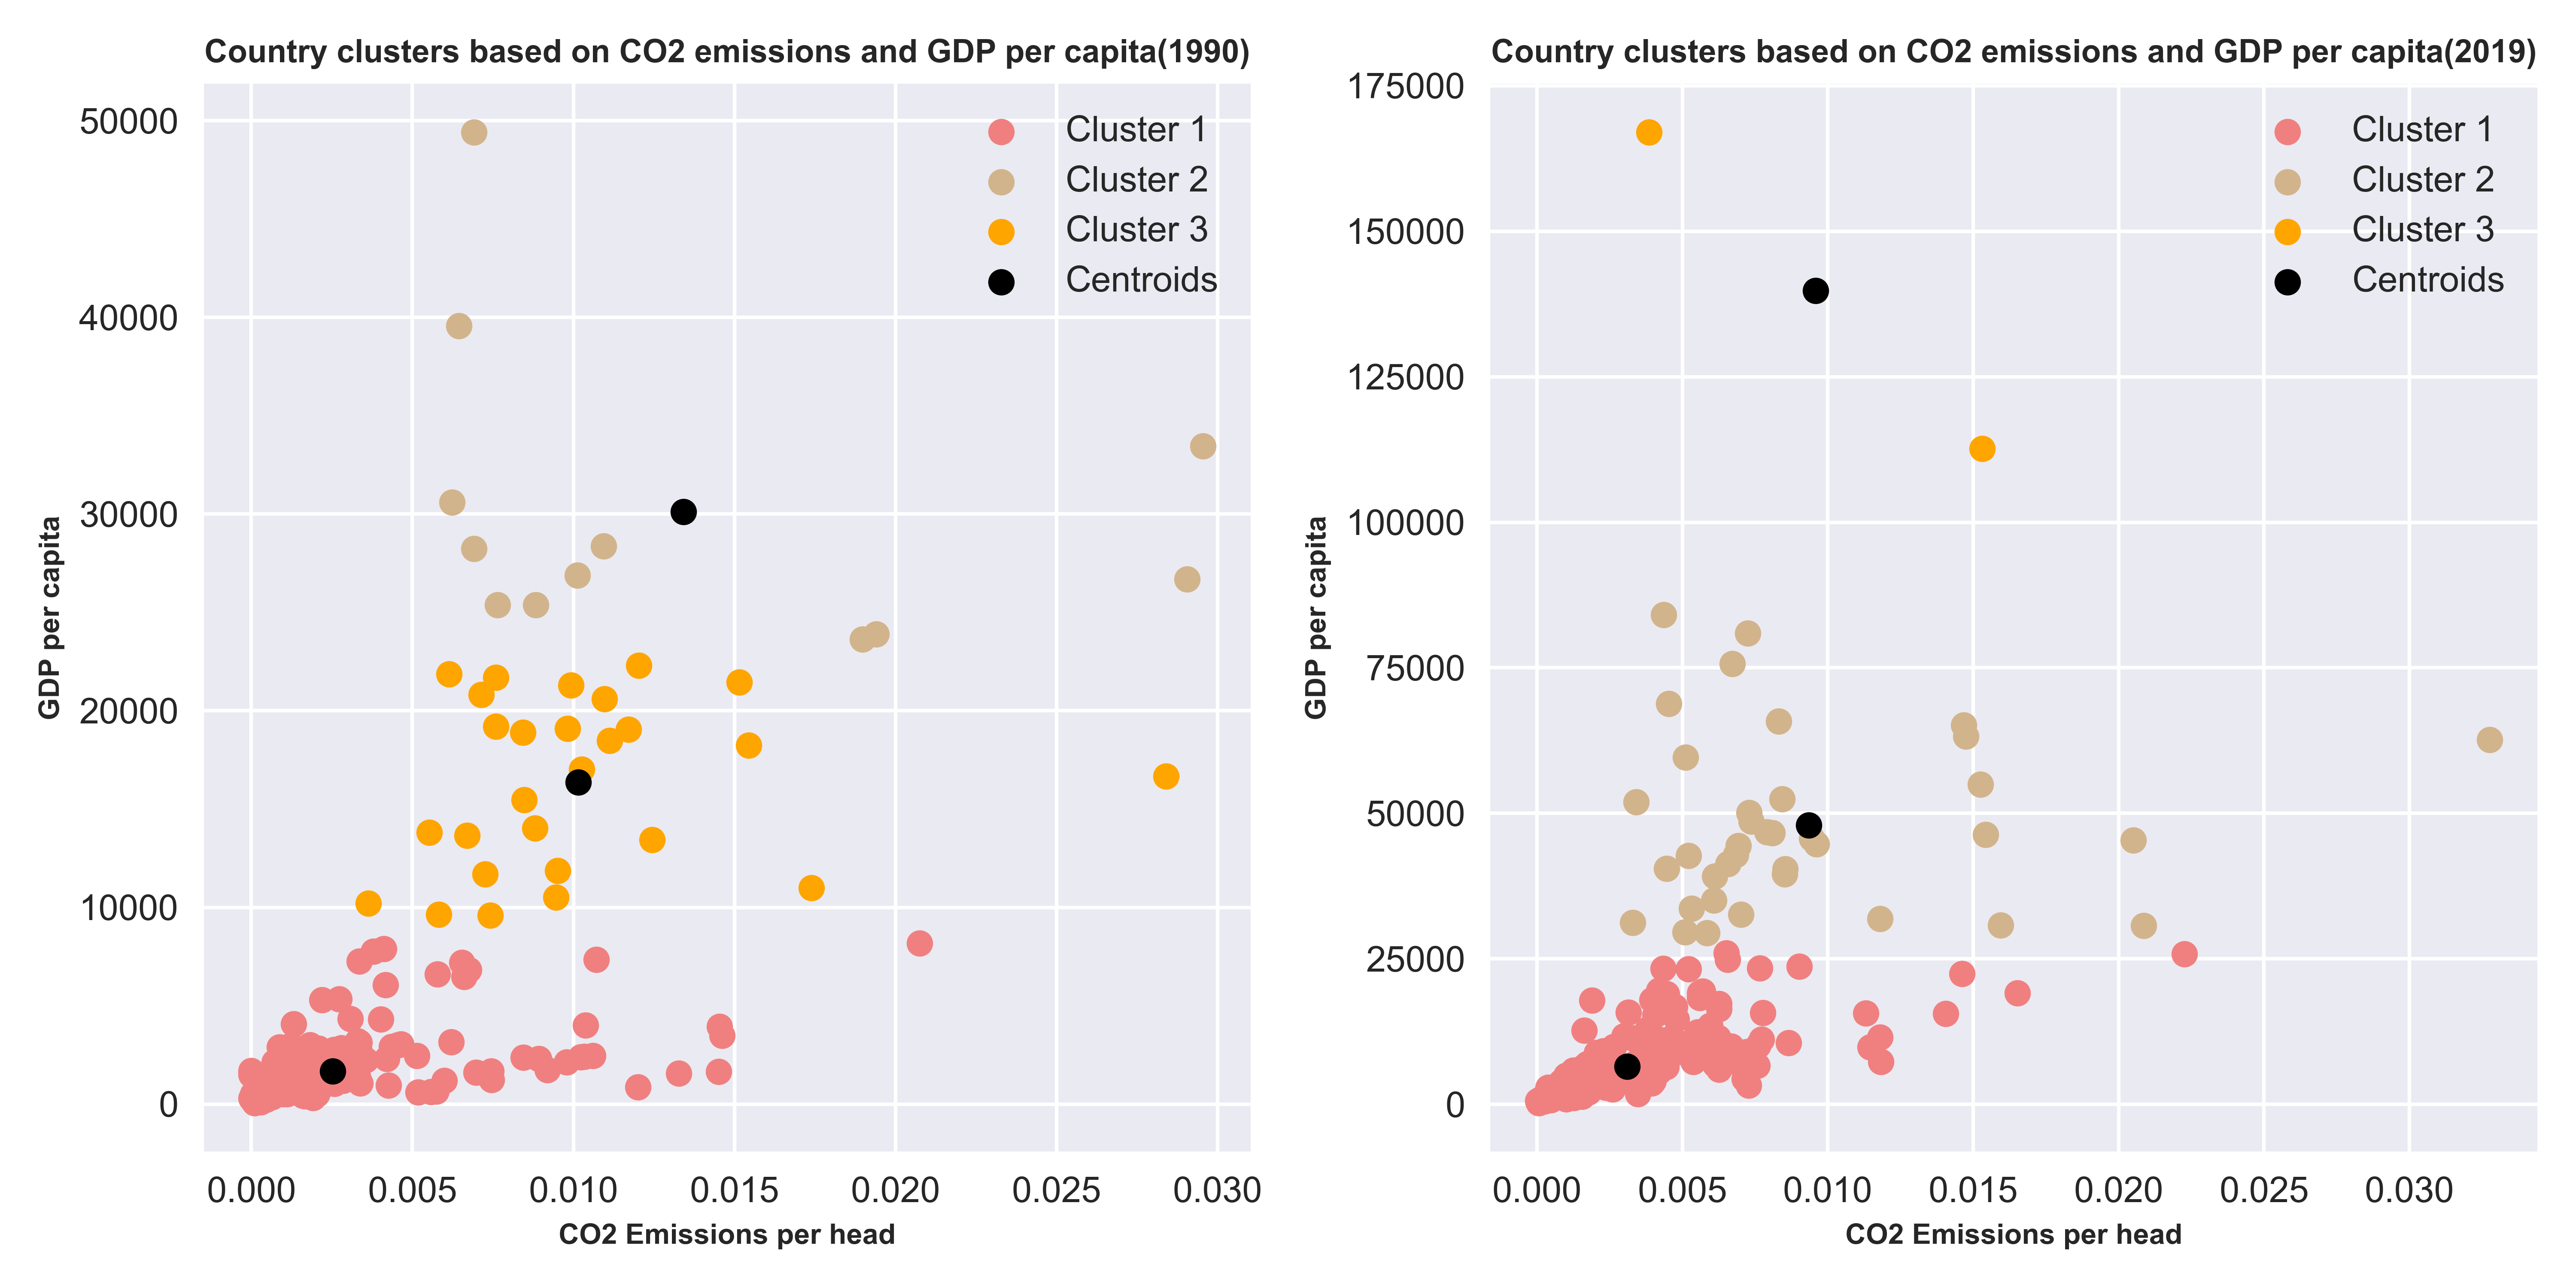 Country clusters based on CO2 emissions and GDP per capita(1990)
50000
40000
30000
20000
10000
0
GDP per capita
Cluster 1
Cluster 2
Cluster 3
Centroids
0.000 0.005 0.010 0.015 0.020 0.025 0.030
CO2 Emissions per head
Country clusters based on CO2 emissions and GDP per capita(2019)
175000
150000
125000
100000
75000
50000
25000
0
GDP per capita
Cluster 1
Cluster 2
Cluster 3
Centroids
0.000 0.005 0.010 0.015 0.020 0.025 0.030
CO2 Emissions per head